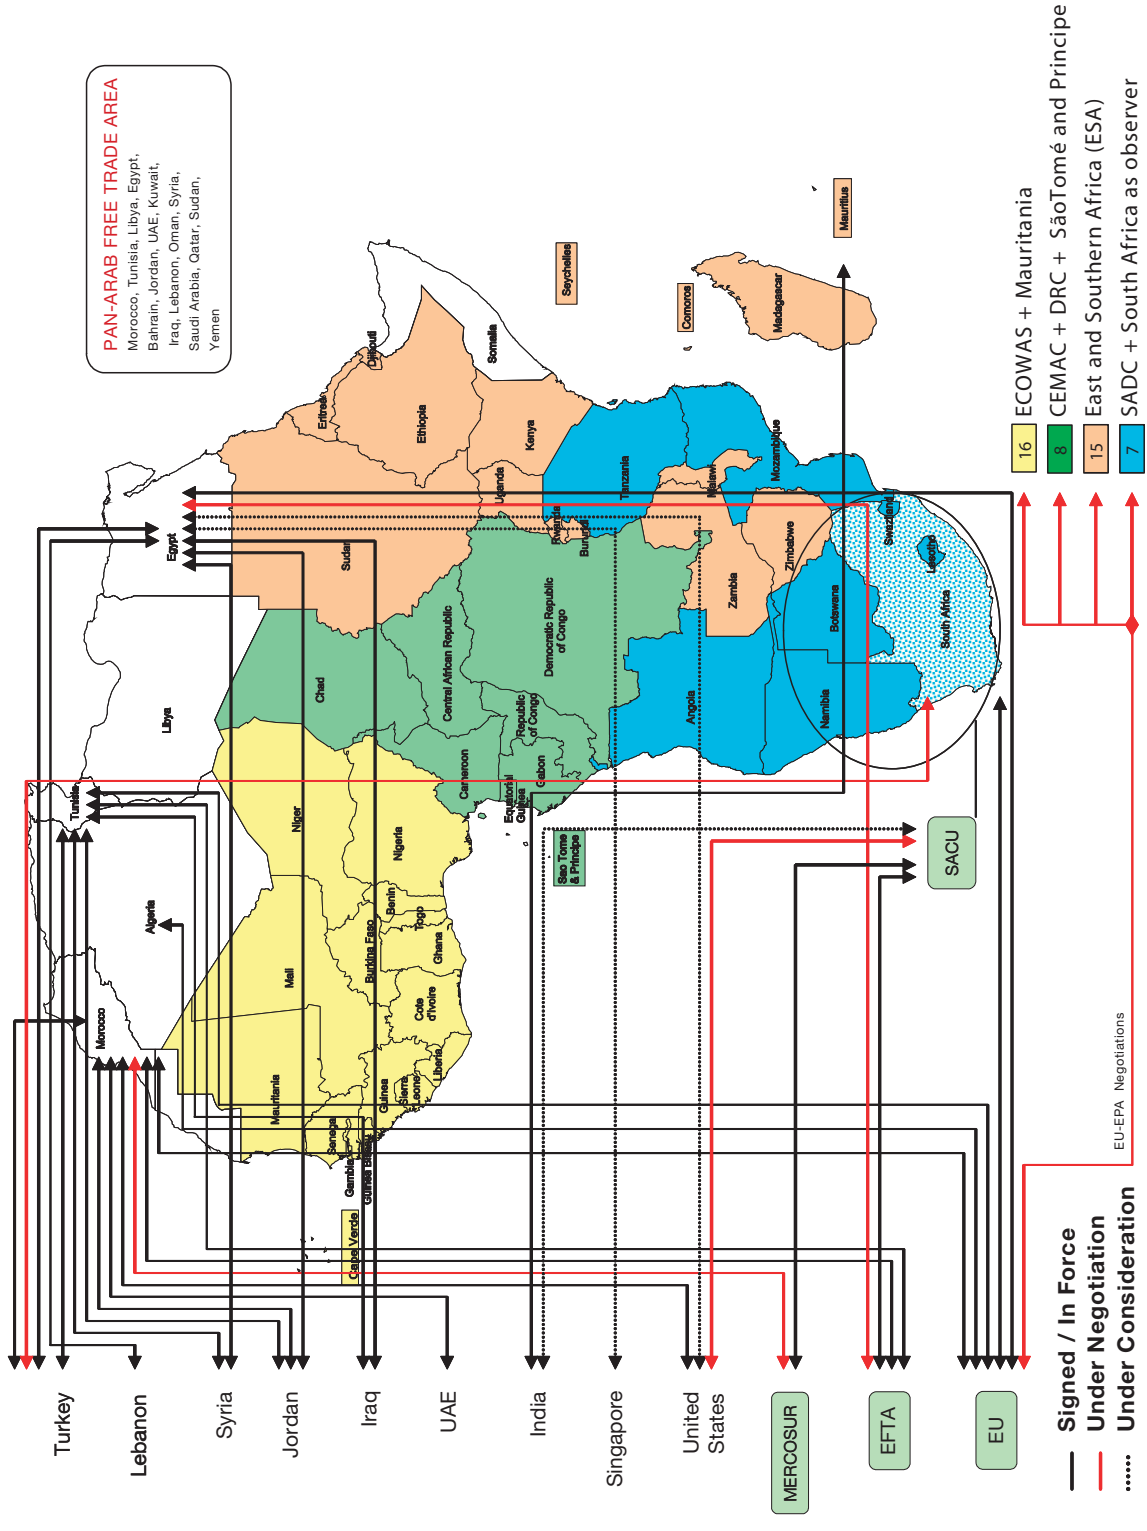 PAN-ARAB FREE TRADE AREA
Morocco, Tunisia, Libya, Egypt,
Bahrain, Jordan, UAE, Kuwait,
Iraq, Lebanon, Oman, Syria,
Saudi Arabia, Qatar, Sudan,
Yemen
Turkey
Lebanon
Syria
Jordan
Iraq
UAE
India
Singapore
United
States
MERCOSUR
EFTA
EU
SACU
Tunisia
Morocco
Algeria
Libya
Egypt
Mauritania
Mali
Niger
Chad
Sudan
Eritrea
Djibouti
Ethiopia
Somalia
Senegal
Gambia
Guinea Bissau
Guinea
Sierra
Leone
Liberia
Cote
d'Ivoire
Burkina Faso
Ghana
Togo
Benin
Nigeria
Cape Verde
Cameroon
Central African Republic
Equatorial
Guinea
Gabon
Republic
of Congo
Democratic Republic
of Congo
Sao Tome
& Principe
Uganda
Kenya
Rwanda
Burundi
Tanzania
Seychelles
Comoros
Madagascar
Mauritius
Angola
Zambia
Malawi
Mozambique
Zimbabwe
Namibia
Botswana
Swaziland
Lesotho
South Africa
16 ECOWAS + Mauritania
8 CEMAC + DRC + SãoTomé and Principe
15 East and Southern Africa (ESA)
7 SADC + South Africa as observer
EU-EPA Negotiations
Signed / In Force
Under Negotiation
Under Consideration